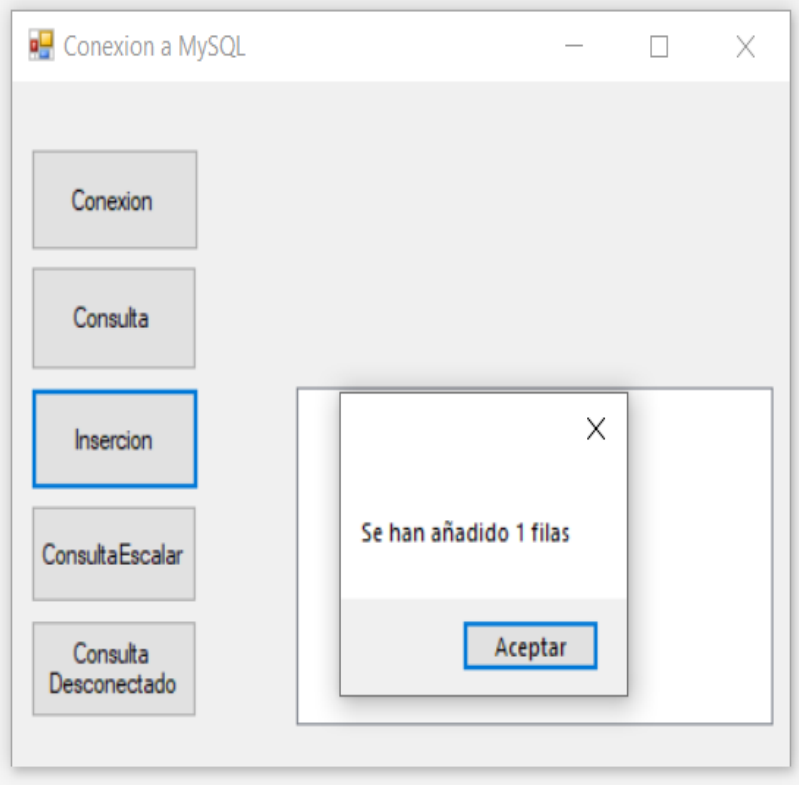 Conexion a MySQL
Conexion
Consulta
Insercion
ConsultaEscalar
Consulta
Desconectado
Se han añadido 1 filas
Aceptar